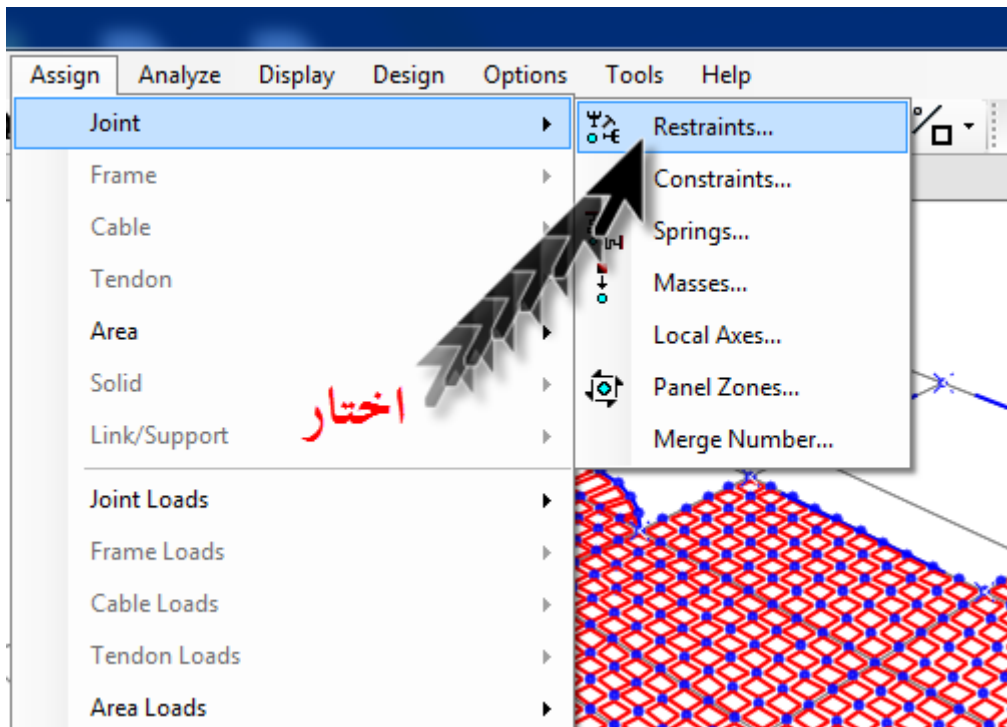 Assign Analyze Display Design Options Tools Help
Joint
Restraints...
Frame
Constraints...
Cable
Springs...
Tendon
Masses...
Area
Local Axes...
Solid
Panel Zones...
اختار
Link/Support
Merge Number...
Joint Loads
Frame Loads
Cable Loads
Tendon Loads
Area Loads